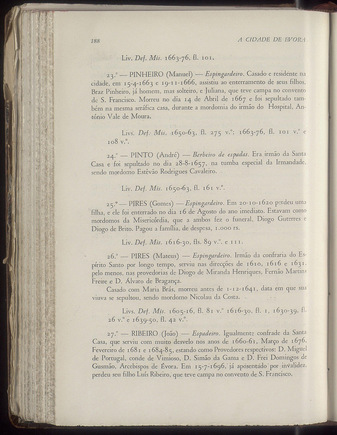 188 A CIDADE DE ÉVORA
Liv. Def. Mis. 1663-76, fl. 101.
23.º — PINHEIRO (Manuel) — Espingardeiro. Casado e residente na
cidade, em 15-4-1663 e 19-11-1666, assistiu ao enterramento de seus filhos,
Braz Pinheiro, já homem, mas solteiro, e Juliana, que teve campa no convento
de S. Francisco. Morreu no dia 14 de Abril de 1667 e foi sepultado tam-
bém na mesma seráfica casa, durante a mordomia do irmão do Hospital, An-
tónio Vale de Moura.
Livs. Def. Mis. 1650-63, fl. 275 v.º; 1663-76, fl. 101 v.º e
108 v.º.
24.º — PINTO (André) — Barbeiro de espadas. Era irmão da Santa
Casa e foi sepultado no dia 28-8-1657, na tumba especial da Irmandade,
sendo mordomo Estêvão Rodrigues Cavaleiro.
Liv. Def. Mis. 1650-63, fl. 161 v.º.
25.º — PIRES (Gomes) — Espingardeiro. Em 20-10-1620 perdeu uma
filha, e ele foi enterrado no dia 16 de Agosto do ano imediato. Estavam como
mordomos da Misericórdia, que a ambos fez o funeral, Diogo Guterres e
Diogo de Brito. Pagou a família, de despesa, 2.000 rs.
Liv. Def. Mis. 1616-30, fls. 89 v.º e 111.
26.º — PIRES (Mateus) — Espingardeiro. Irmão da confraria do Es-
pírito Santo por longo tempo, serviu nas direcções de 1610, 1616 e 1631,
pelo menos, nas provedorias de Diogo de Miranda Henriques, Fernão Martins
Freire e D. Álvaro de Bragança.
Casado com Maria Brás, morreu antes de 1-12-1641, data em que sua
viúva se sepultou, sendo mordomo Nicolau da Costa.
Livs. Def. Mis. 1605-16, fl. 81 v.º 1616-30, fl. 1, 1630-39, fl.
26 v.º e 1639-50, fl. 42 v.º.
27.º — RIBEIRO (João) — Espadeiro. Igualmente confrade da Santa
Casa, que serviu com muito desvelo nos anos de 1660-61, Março de 1676,
Fevereiro de 1681 e 1684-85, estando como Provedores respectivos: D. Miguel
de Portugal, conde de Vimioso, D. Simão da Gama e D. Frei Domingos de
Gusmão, Arcebispos de Évora. Em 15-7-1696, já aposentado por invalidez,
perdeu seu filho Luís Ribeiro, que teve campa no convento de S. Francisco.